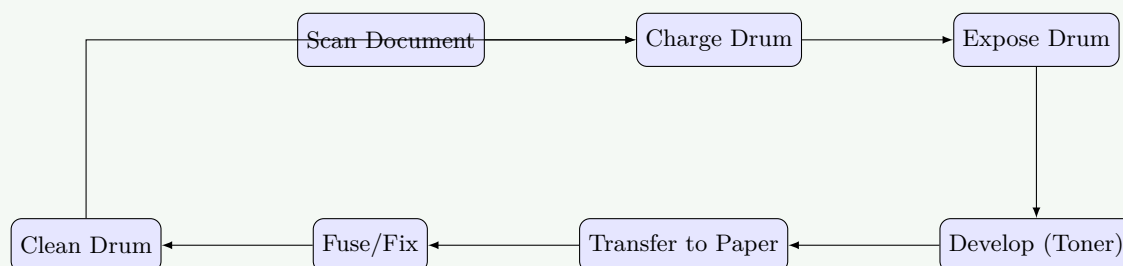 Scan Document
Charge Drum
Expose Drum
Clean Drum
Fuse/Fix
Transfer to Paper
Develop (Toner)